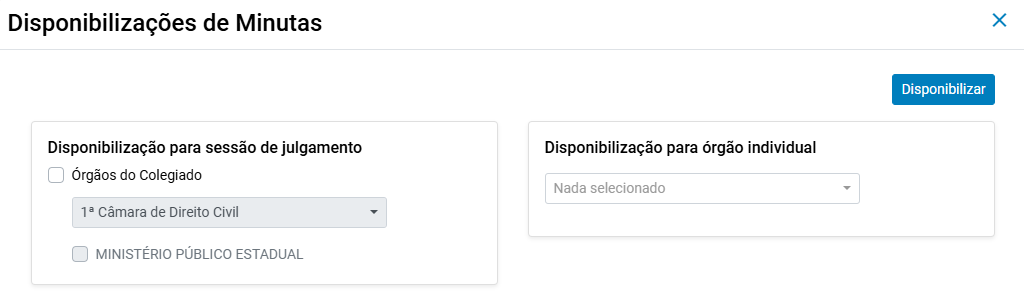 Disponibilizações de Minutas
Disponibilizar
Disponibilização para sessão de julgamento
Órgãos do Colegiado
1ª Câmara de Direito Civil
MINISTÉRIO PÚBLICO ESTADUAL
Disponibilização para órgão individual
Nada selecionado